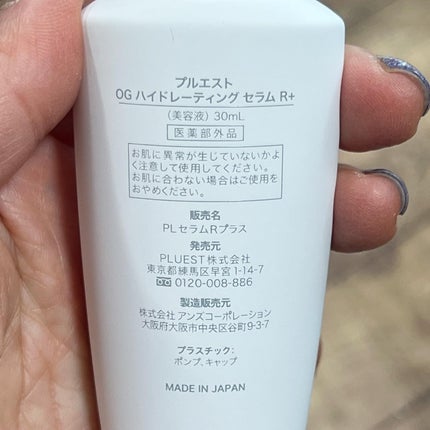 プルエスト
OG ハイドレーティング セラム R+
(美容液) 30mL
医薬部外品
お肌に異常が生じていないかよ
く注意して使用してください。
お肌に合わない場合はご使用を
おやめください。
販売名
PLセラムRプラス
発売元
PLUEST株式会社
東京都練馬区早宮1-14-7
0120-008-886
製造販売元
株式会社 アンズコーポレーション
大阪府大阪市中央区谷町9-3-7
プラスチック:
ポンプ、キャップ
MADE IN JAPAN